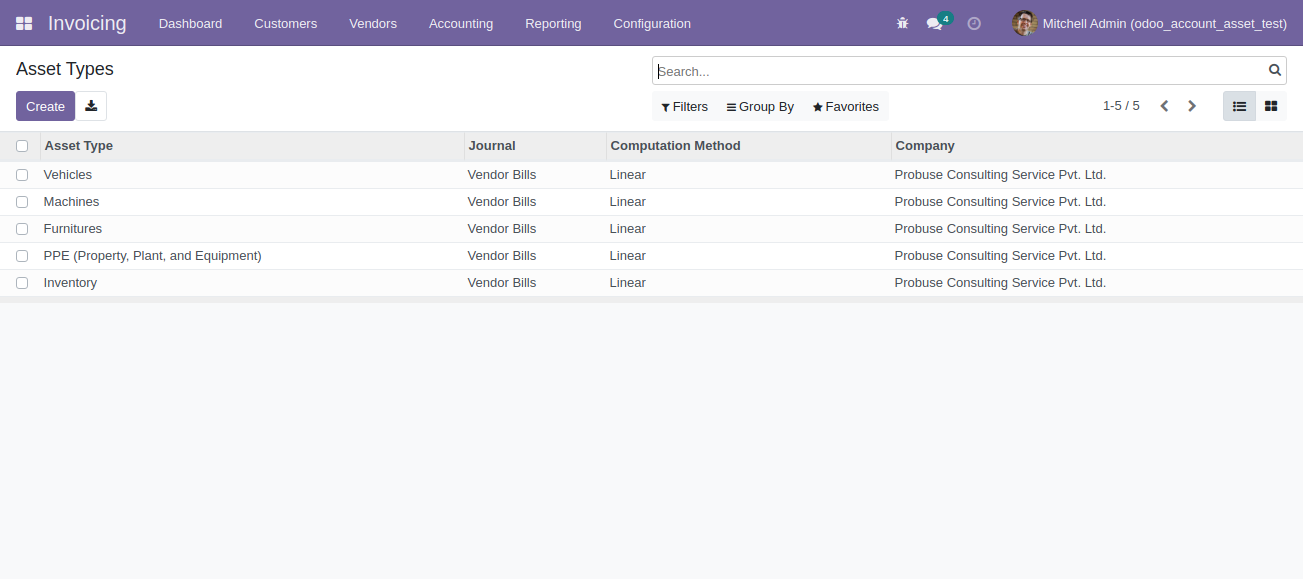 Invoicing Dashboard Customers Vendors Accounting Reporting Configuration 4 Mitchell Admin (odoo_account_asset_test)
Asset Types
Search...
Create
Filters Group By Favorites 1-5 / 5
Asset Type Journal Computation Method Company
Vehicles Vendor Bills Linear Probuse Consulting Service Pvt. Ltd.
Machines Vendor Bills Linear Probuse Consulting Service Pvt. Ltd.
Furnitures Vendor Bills Linear Probuse Consulting Service Pvt. Ltd.
PPE (Property, Plant, and Equipment) Vendor Bills Linear Probuse Consulting Service Pvt. Ltd.
Inventory Vendor Bills Linear Probuse Consulting Service Pvt. Ltd.